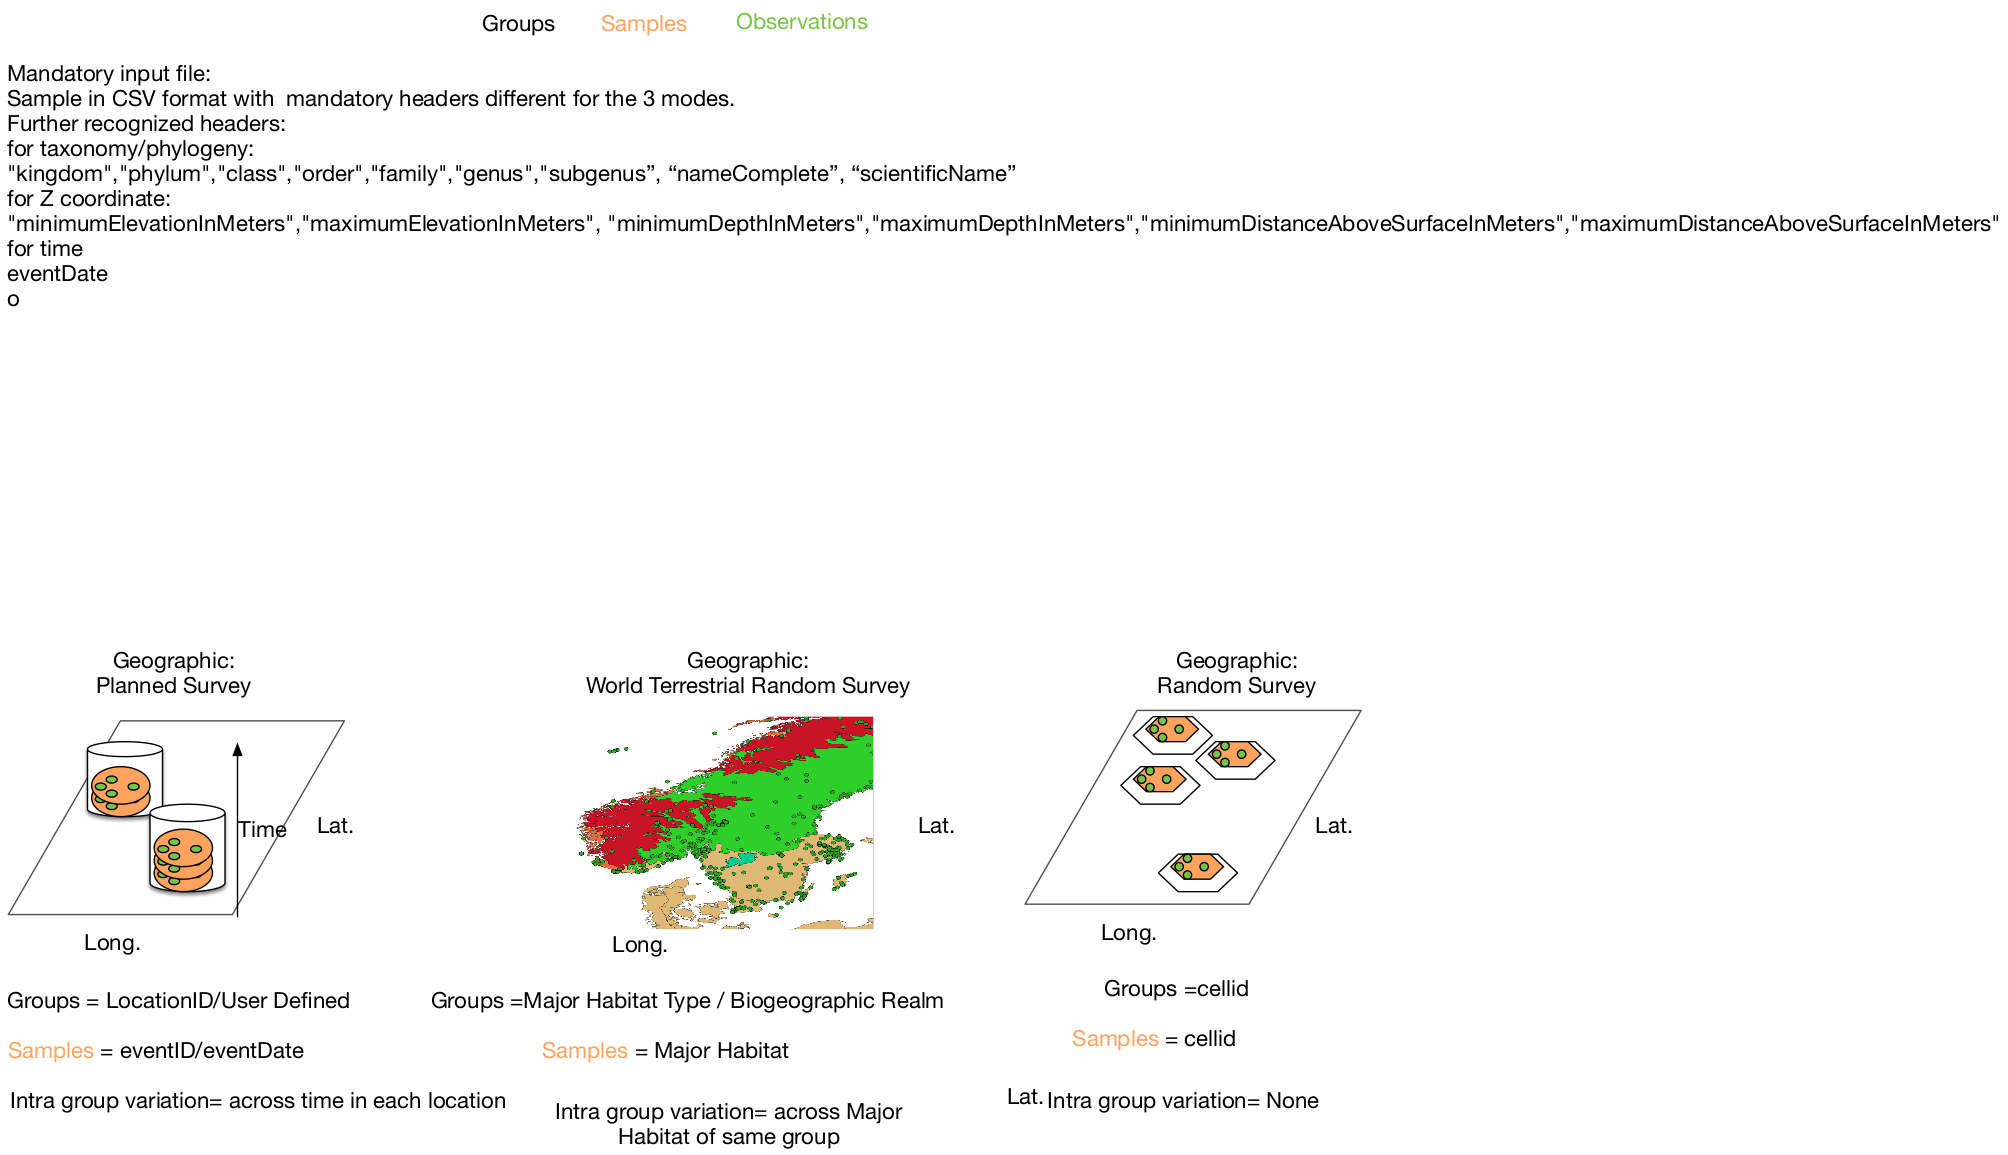 Groups Samples Observations
Mandatory input file:
Sample in CSV format with  mandatory headers different for the 3 modes.
Further recognized headers:
for taxonomy/phylogeny:
"kingdom","phylum","class","order","family","genus","subgenus”, “nameComplete”, “scientificName”
for Z coordinate:
"minimumElevationInMeters","maximumElevationInMeters", "minimumDepthInMeters","maximumDepthInMeters","minimumDistanceAboveSurfaceInMeters","maximumDistanceAboveSurfaceInMeters"
for time
eventDate
o
Geographic:
Planned Survey
Time
Lat.
Long.
Groups = LocationID/User Defined
Samples = eventID/eventDate
Intra group variation= across time in each location
Geographic:
World Terrestrial Random Survey
Lat.
Long.
Groups =Major Habitat Type / Biogeographic Realm
Samples = Major Habitat
Intra group variation= across Major
Habitat of same group
Geographic:
Random Survey
Lat.
Long.
Groups =cellid
Samples = cellid
Lat.
Intra group variation= None